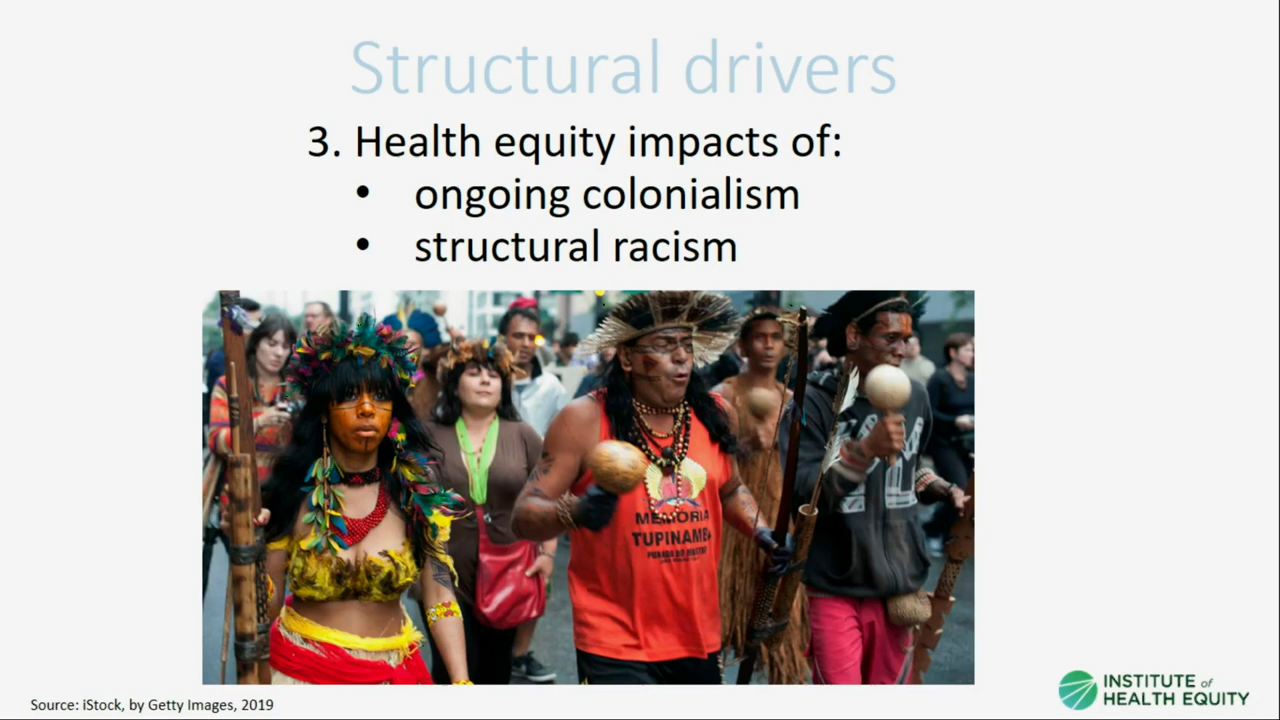 Structural drivers
3. Health equity impacts of:
• ongoing colonialism
• structural racism
MEMORIA
TUPINAMBA
Source: iStock, by Getty Images, 2019
INSTITUTE of
HEALTH EQUITY